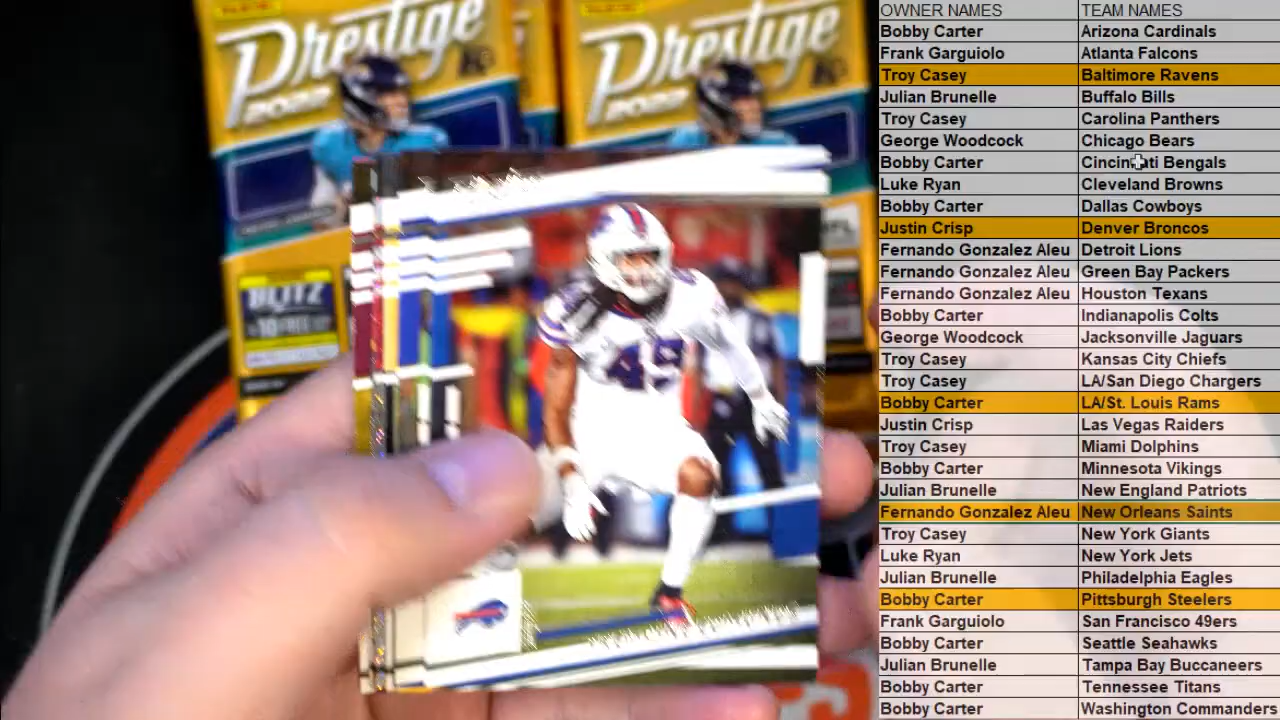 Prestige
2022
Prestige
2022
BLITZ
49
OWNER NAMES TEAM NAMES
Bobby Carter Arizona Cardinals
Frank Garguiolo Atlanta Falcons
Troy Casey Baltimore Ravens
Julian Brunelle Buffalo Bills
Troy Casey Carolina Panthers
George Woodcock Chicago Bears
Bobby Carter Cincinnati Bengals
Luke Ryan Cleveland Browns
Bobby Carter Dallas Cowboys
Justin Crisp Denver Broncos
Fernando Gonzalez Aleu Detroit Lions
Fernando Gonzalez Aleu Green Bay Packers
Fernando Gonzalez Aleu Houston Texans
Bobby Carter Indianapolis Colts
George Woodcock Jacksonville Jaguars
Troy Casey Kansas City Chiefs
Troy Casey LA/San Diego Chargers
Bobby Carter LA/St. Louis Rams
Justin Crisp Las Vegas Raiders
Troy Casey Miami Dolphins
Bobby Carter Minnesota Vikings
Julian Brunelle New England Patriots
Fernando Gonzalez Aleu New Orleans Saints
Troy Casey New York Giants
Luke Ryan New York Jets
Julian Brunelle Philadelphia Eagles
Bobby Carter Pittsburgh Steelers
Frank Garguiolo San Francisco 49ers
Bobby Carter Seattle Seahawks
Julian Brunelle Tampa Bay Buccaneers
Bobby Carter Tennessee Titans
Bobby Carter Washington Commanders